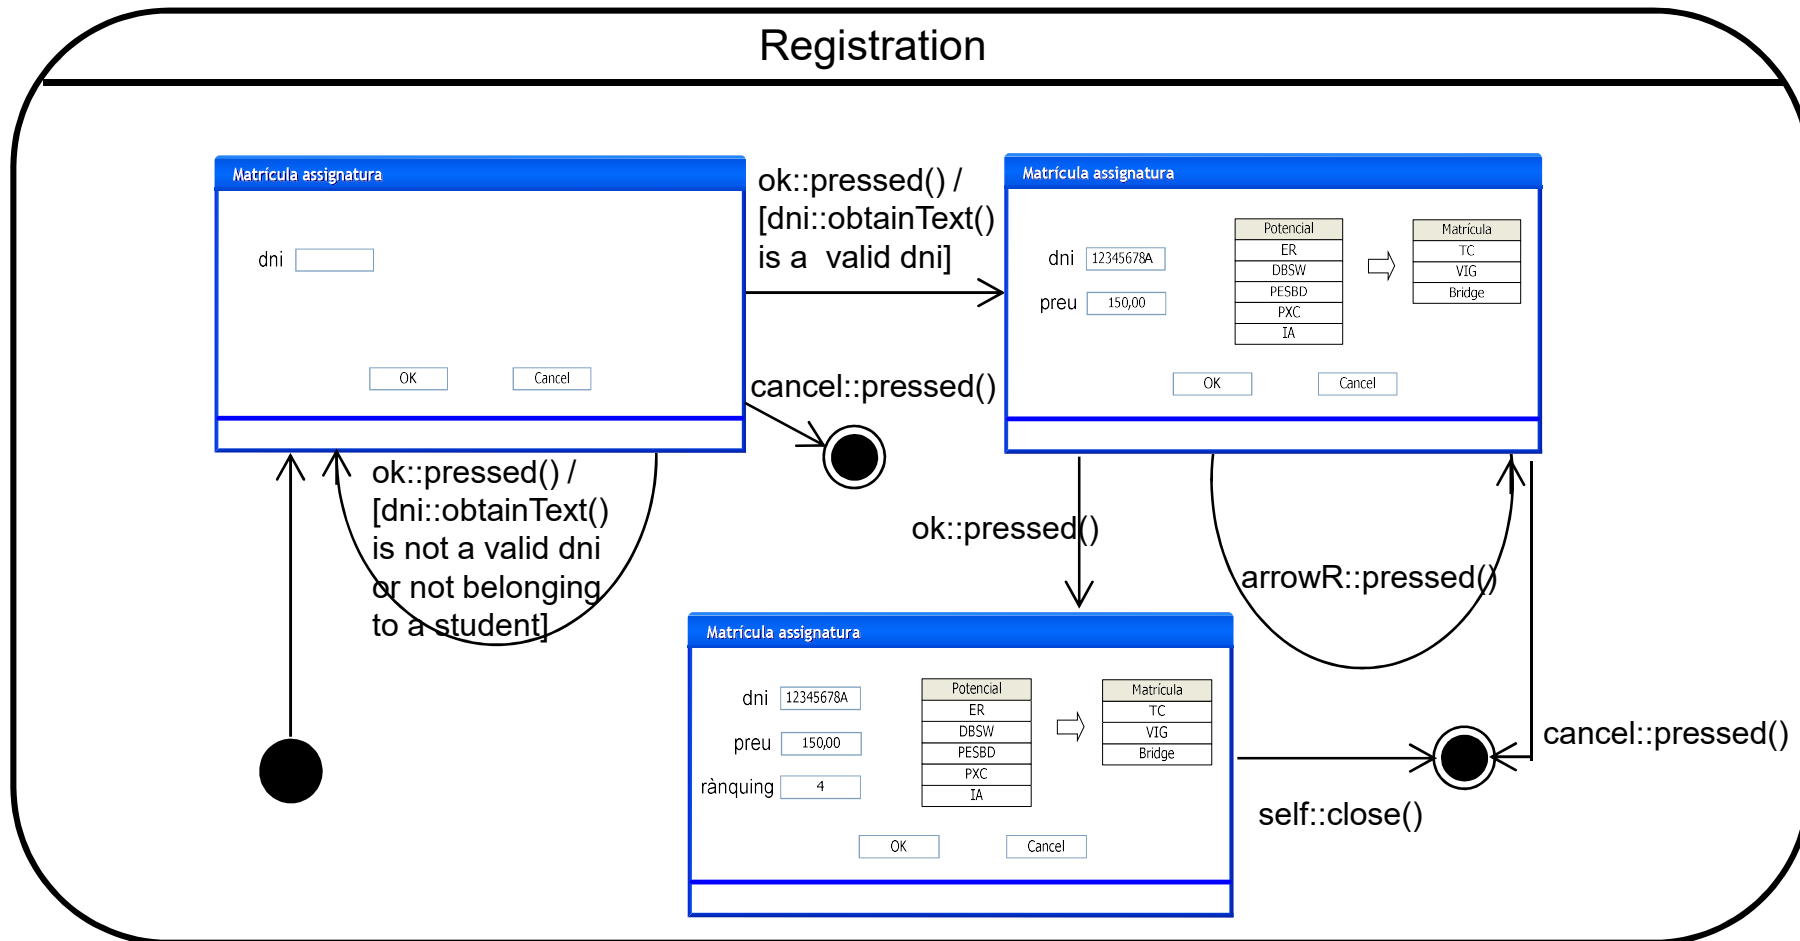 Registration
Matrícula assignatura
dni
OK
Cancel
ok::pressed() /
[dni::obtainText()
is a valid dni]
cancel::pressed()
Matrícula assignatura
dni
12345678A
preu
150,00
Potencial
ER
DBSW
PESBD
PXC
IA
Matrícula
TC
VIG
Bridge
OK
Cancel
ok::pressed() /
[dni::obtainText()
is not a valid dni
or not belonging
to a student]
ok::pressed()
arrowR::pressed()
Matrícula assignatura
dni
12345678A
preu
150,00
rànquing
4
Potencial
ER
DBSW
PESBD
PXC
IA
Matrícula
TC
VIG
Bridge
OK
Cancel
cancel::pressed()
self::close()